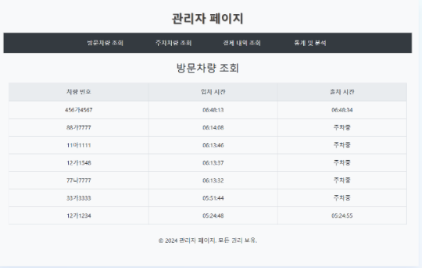 관리자 페이지
방문차량 조회 주차차량 조회 결제 내역 조회 통계 및 분석
방문차량 조회
차량 번호 입차 시간 출차 시간
456가4567 06:48:13 06:48:34
88가7777 06:14:08 주차중
11마1111 06:13:46 주차중
12가1546 06:13:37 주차중
77나7777 06:13:32 주차중
33가3333 05:51:44 주차중
12가1234 05:24:48 05:24:55
© 2024 관리자 페이지. 모든 권리 보유.